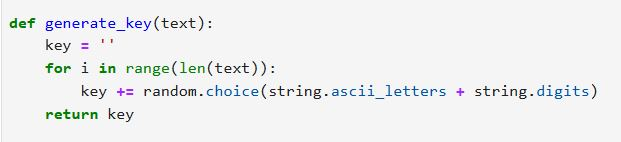 def generate_key(text):
    key = ''
    for i in range(len(text)):
        key += random.choice(string.ascii_letters + string.digits)
    return key